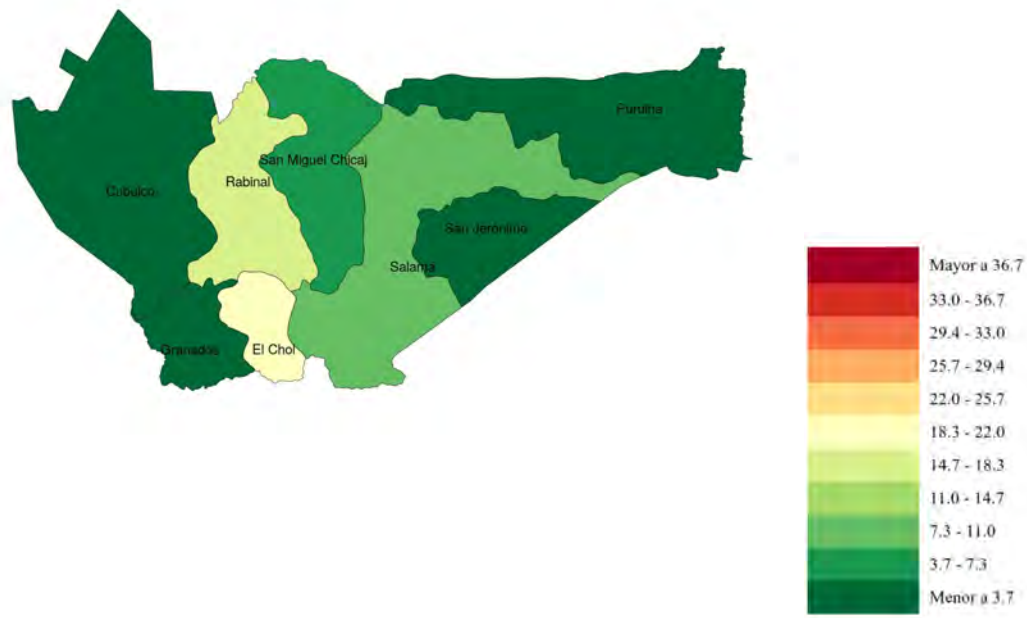 Purulha
San Miguel Chicaj
Rabinal
Cubulco
San Jerónimo
Salama
Granados
El Chol
Mayor a 36.7
33.0 - 36.7
29.4 - 33.0
25.7 - 29.4
22.0 - 25.7
18.3 - 22.0
14.7 - 18.3
11.0 - 14.7
7.3 - 11.0
3.7 - 7.3
Menor a 3.7